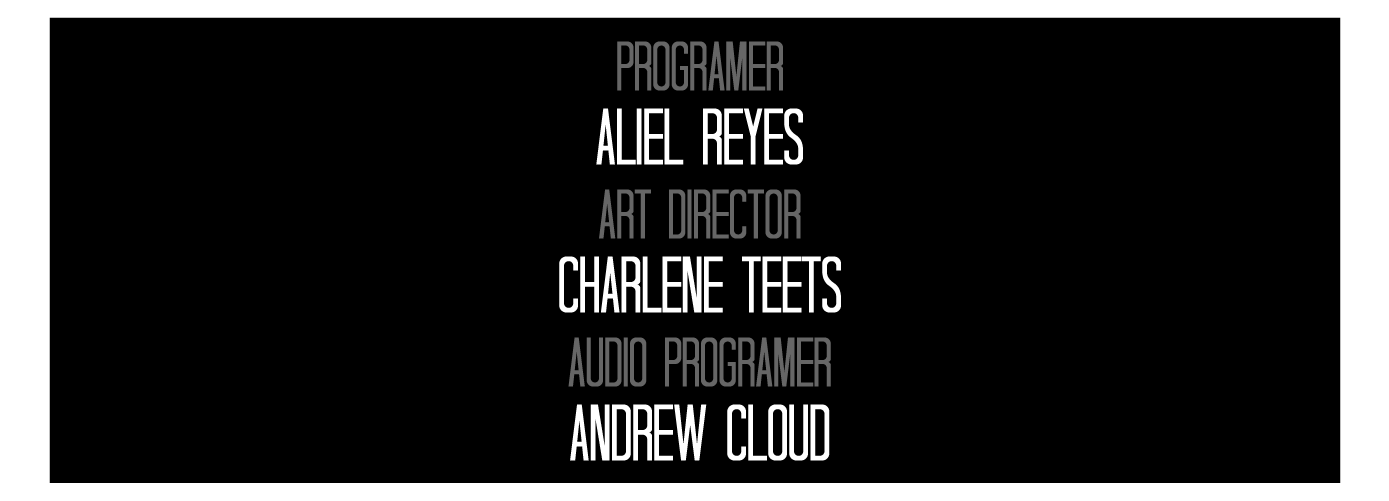 PROGRAMER
ALIEL REYES
ART DIRECTOR
CHARLENE TEETS
AUDIO PROGRAMER
ANDREW CLOUD